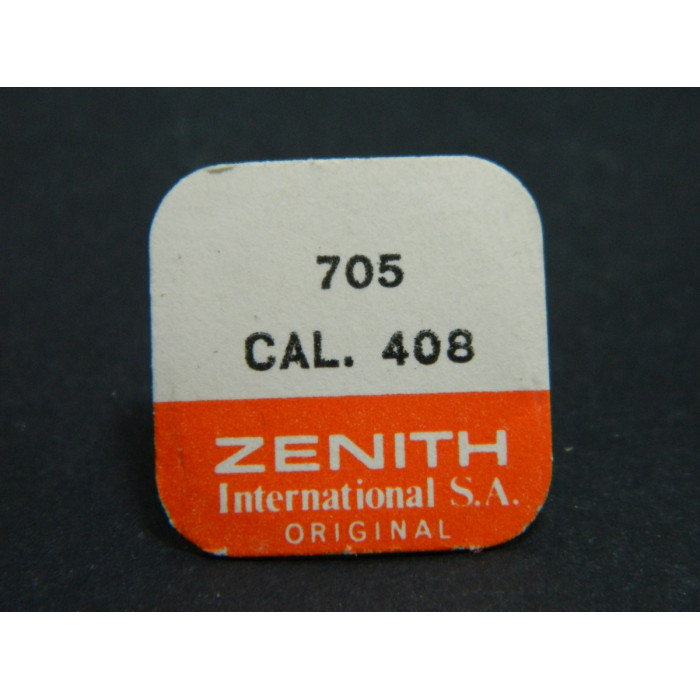 705
CAL. 408
ZENITH
International S.A.
ORIGINAL